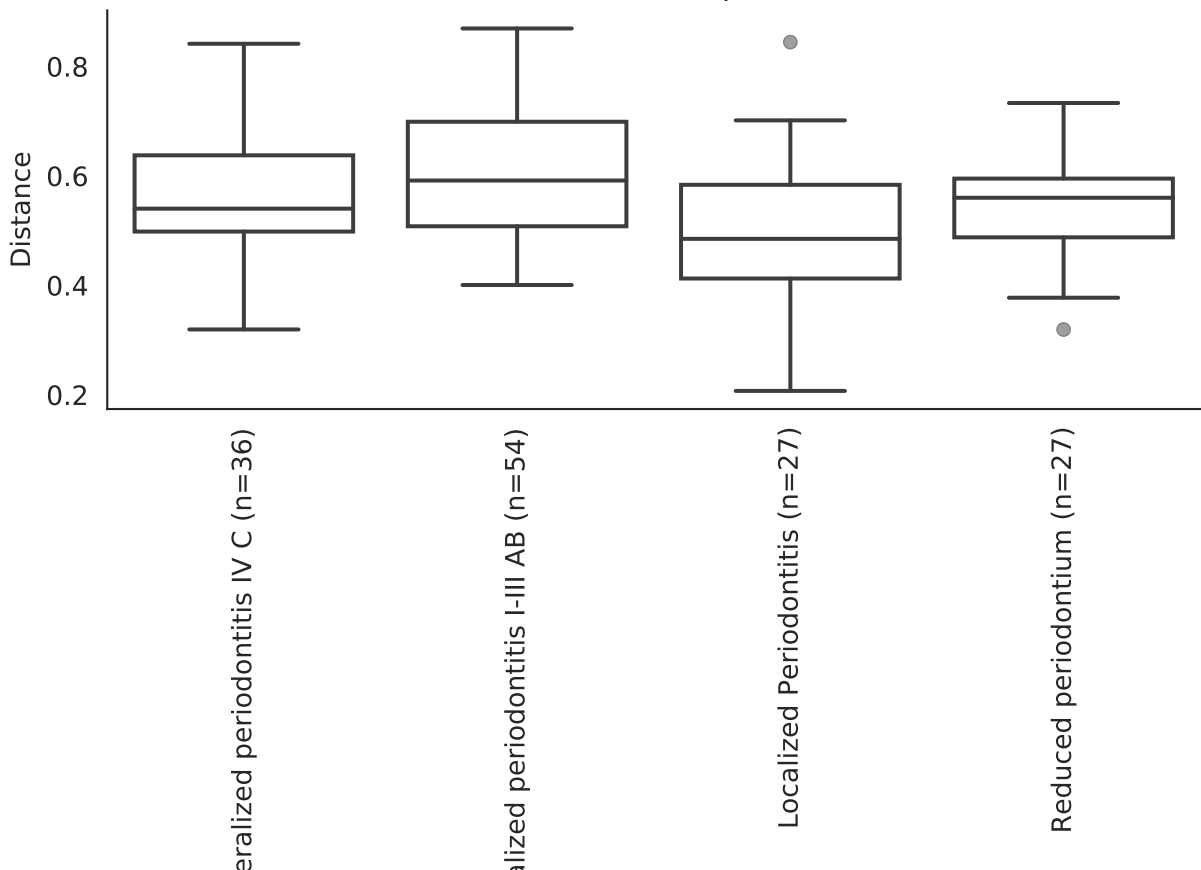 Distance
0.8
0.6
0.4
0.2
eralized periodontitis IV C (n=36)
alized periodontitis I-III AB (n=54)
Localized Periodontitis (n=27)
Reduced periodontium (n=27)